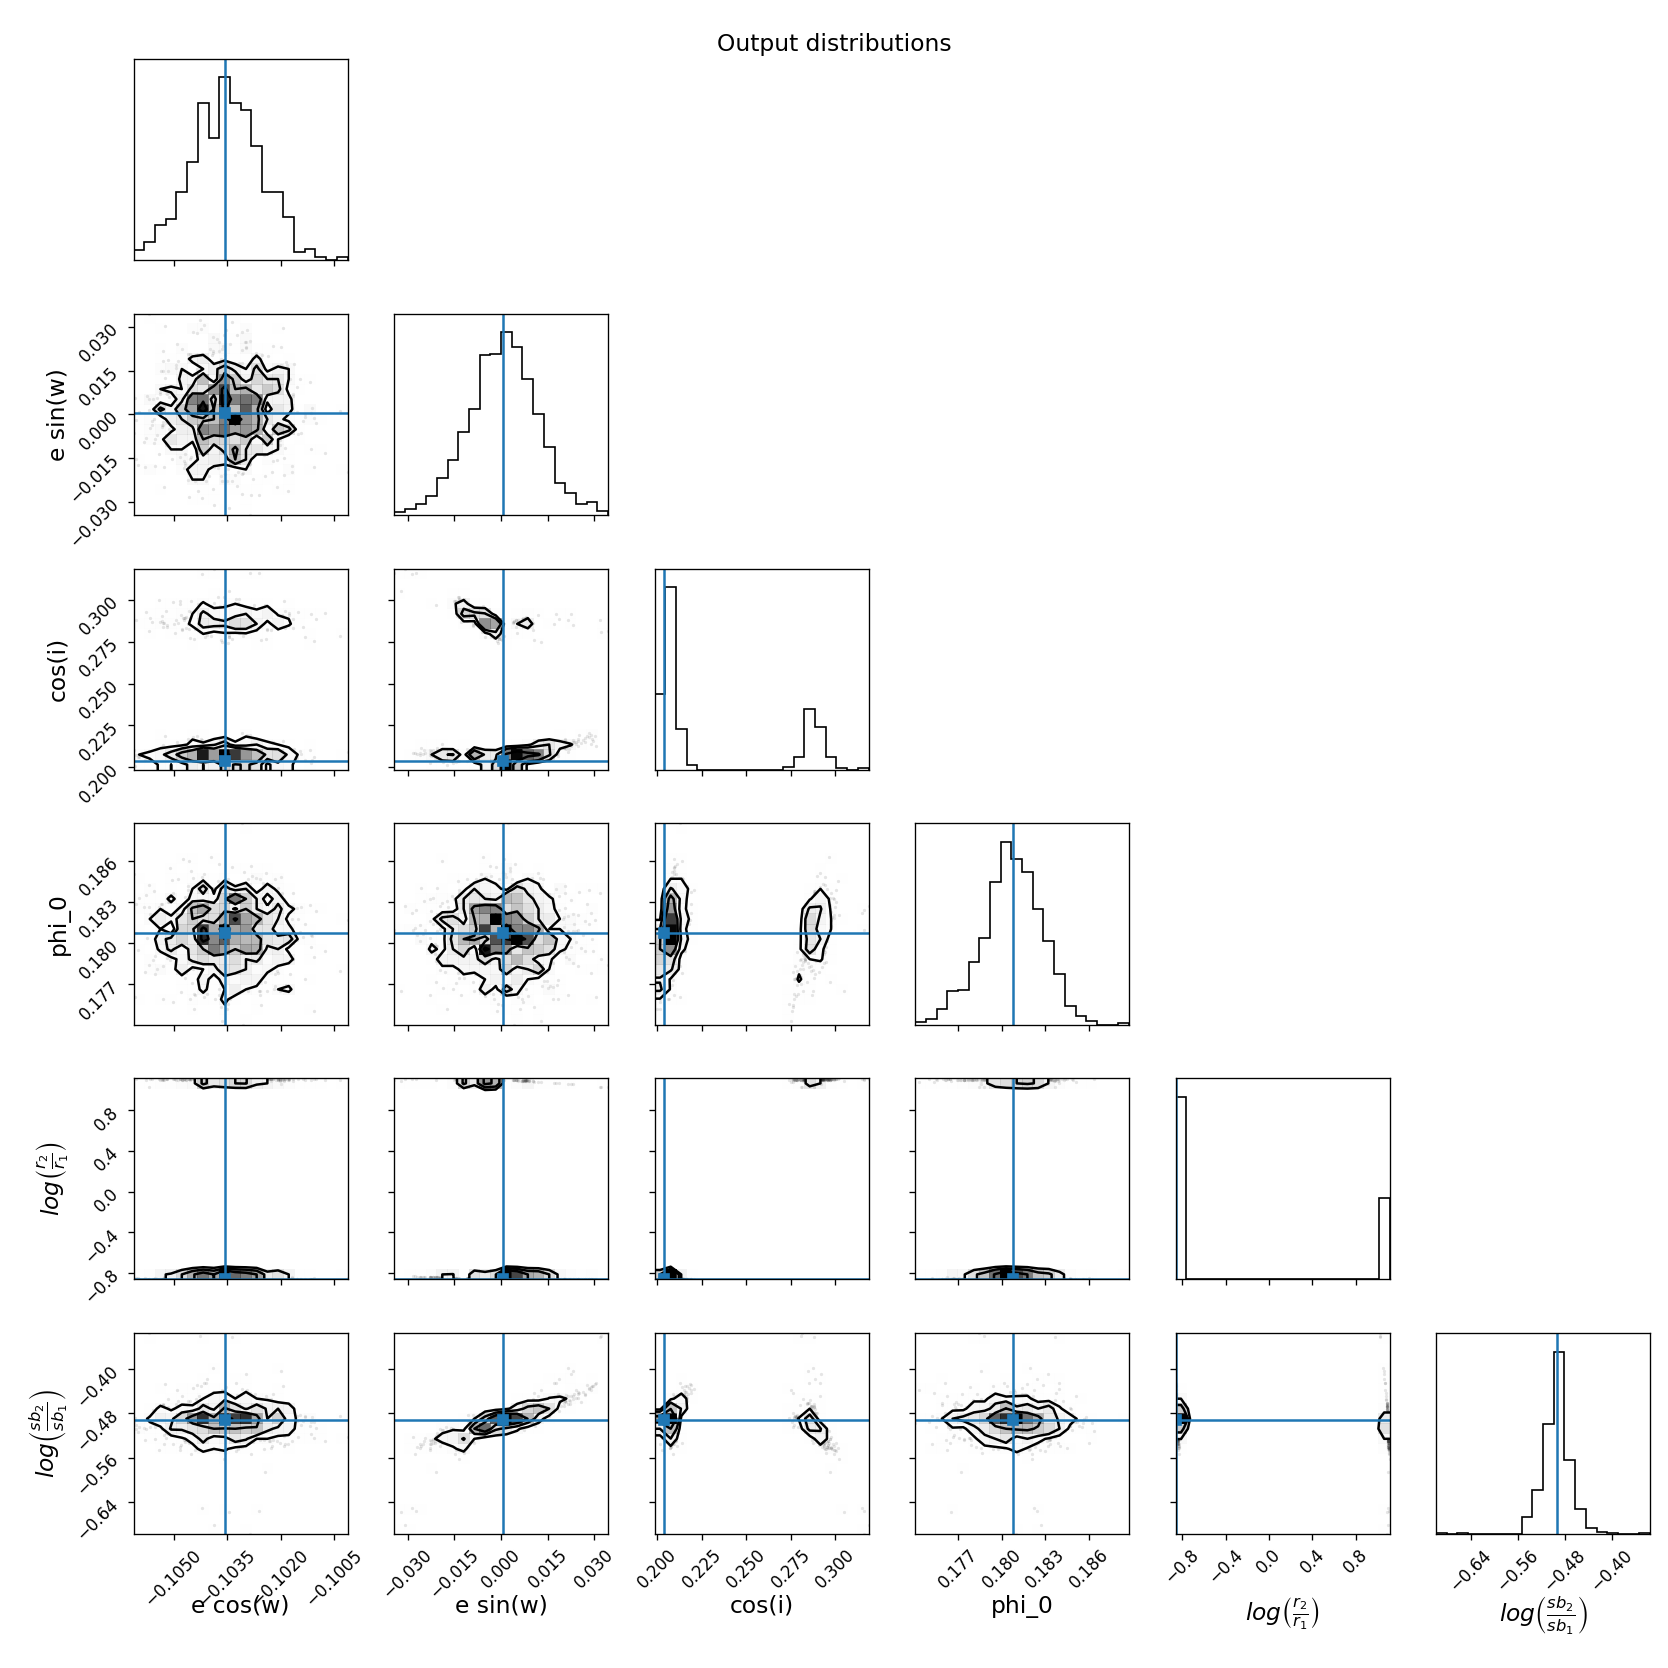 Output distributions
e sin(w)
0.030
0.015
0.000
−0.015
−0.030
cos(i)
0.300
0.275
0.250
0.225
0.200
phi_0
0.186
0.183
0.180
0.177
log(r₂/r₁)
0.8
0.4
0.0
−0.4
−0.8
log(sb₂/sb₁)
−0.40
−0.48
−0.56
−0.64
−0.1050 −0.1035 −0.1020 −0.1005
−0.030 −0.015 0.000 0.015 0.030
0.200 0.225 0.250 0.275 0.300
0.177 0.180 0.183 0.186
−0.8 −0.4 0.0 0.4 0.8
−0.64 −0.56 −0.48 −0.40
e cos(w) e sin(w) cos(i) phi_0 log(r₂/r₁) log(sb₂/sb₁)